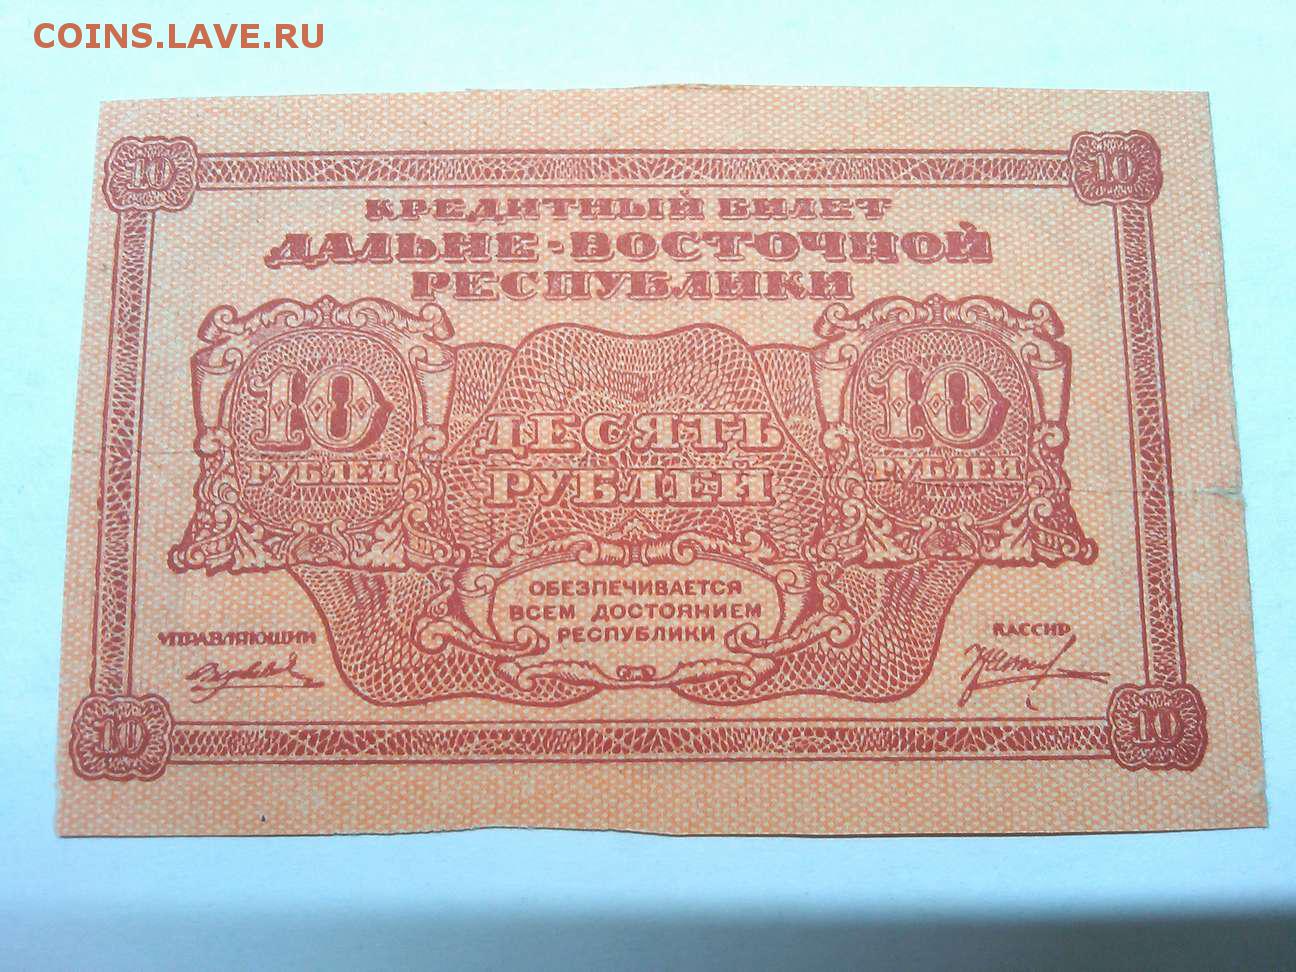 COINS.LAVE.RU
10 10
КРЕДИТНЫЙ БИЛЕТ
ДАЛЬНЕ-ВОСТОЧНОЙ
РЕСПУБЛИКИ
10 10
ДЕСЯТЬ
РУБЛЕЙ РУБЛЕЙ
РУБЛЕЙ
ОБЕЗПЕЧИВАЕТСЯ
ВСЕМ ДОСТОЯНИЕМ
РЕСПУБЛИКИ
УПРАВЛЯЮЩИЙ КАССИР
10 10